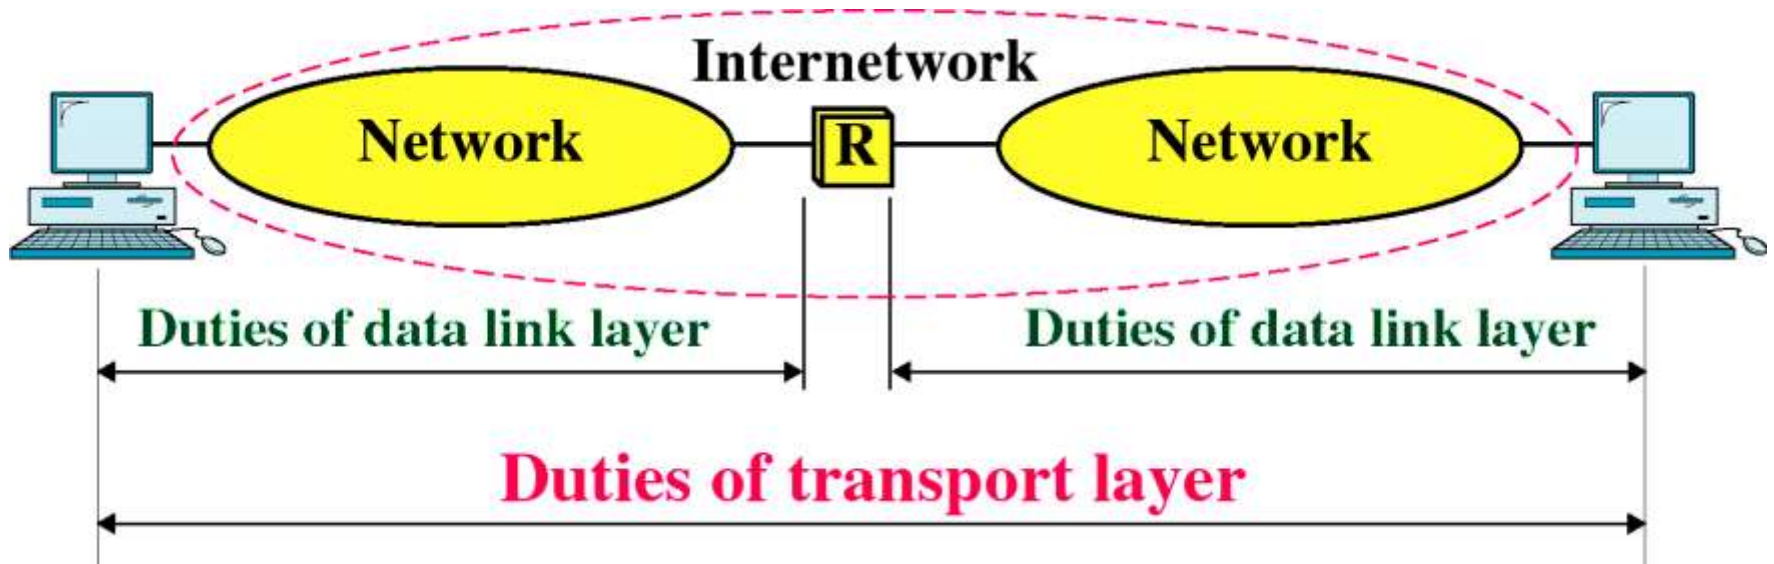 Internetwork
Network
R
Network
Duties of data link layer
Duties of data link layer
Duties of transport layer